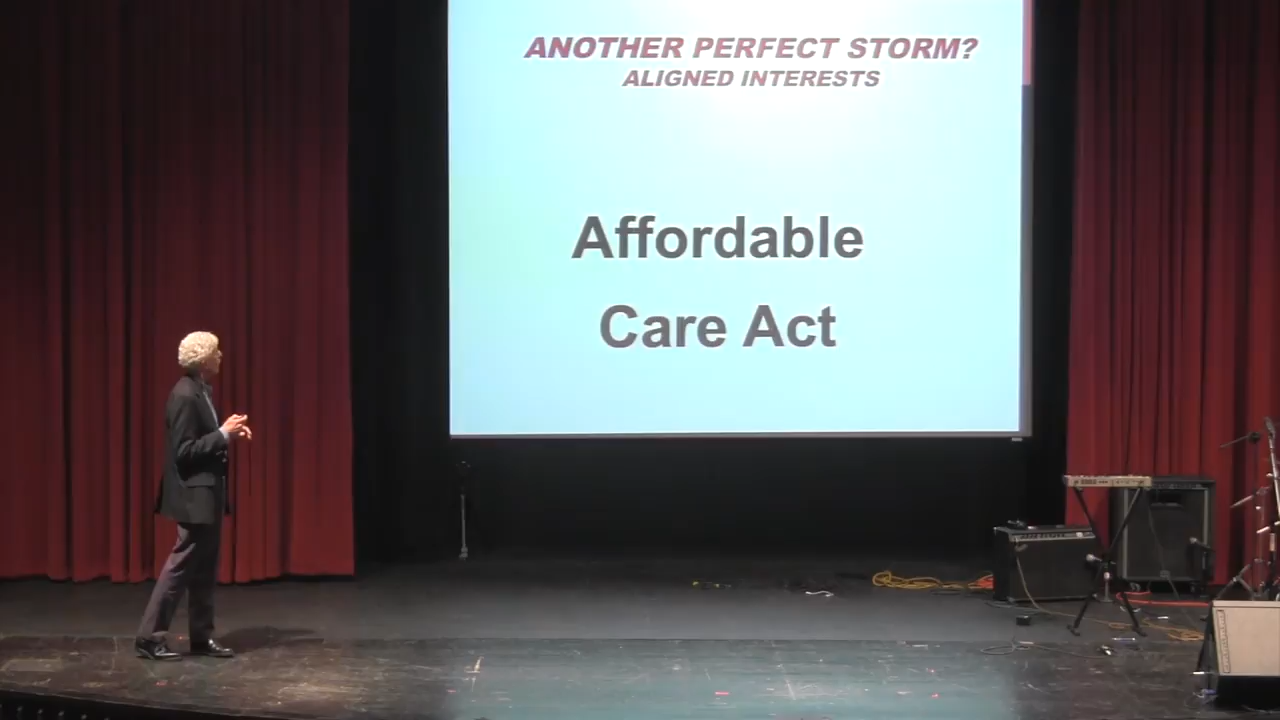 ANOTHER PERFECT STORM?
ALIGNED INTERESTS
Affordable
Care Act